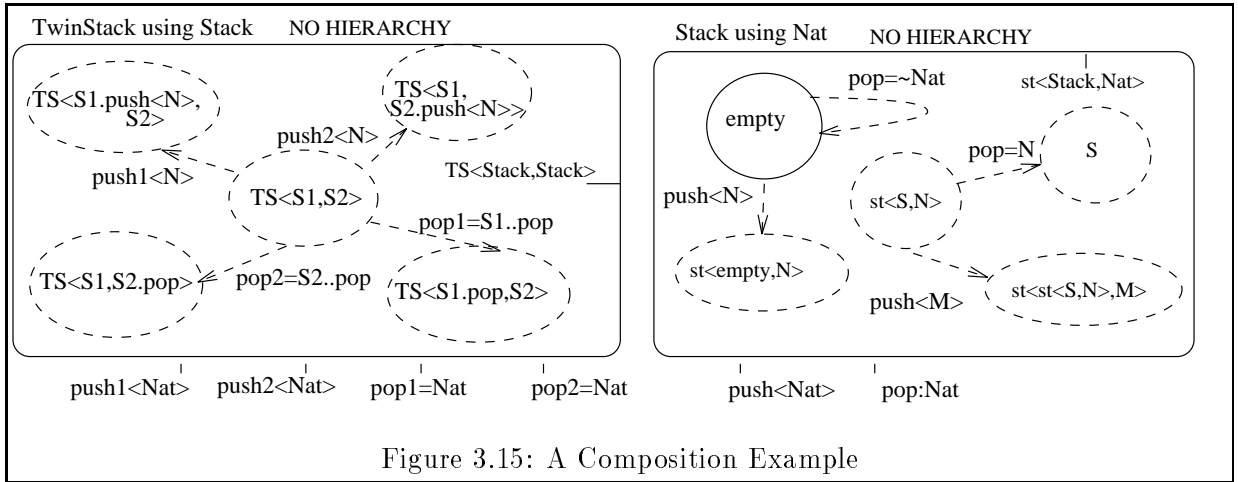 TwinStack using Stack NO HIERARCHY
TS<S1.push<N>,
S2>
TS<S1,
S2.push<N>>
push2<N>
push1<N>
TS<S1,S2>
TS<Stack,Stack>
pop1=S1..pop
pop2=S2..pop
TS<S1,S2.pop>
TS<S1.pop,S2>
push1<Nat> push2<Nat> pop1=Nat pop2=Nat
Stack using Nat NO HIERARCHY
st<Stack,Nat>
pop=~Nat
empty
pop=N
S
push<N>
st<S,N>
st<empty,N>
push<M>
st<st<S,N>,M>
push<Nat> pop:Nat
Figure 3.15: A Composition Example